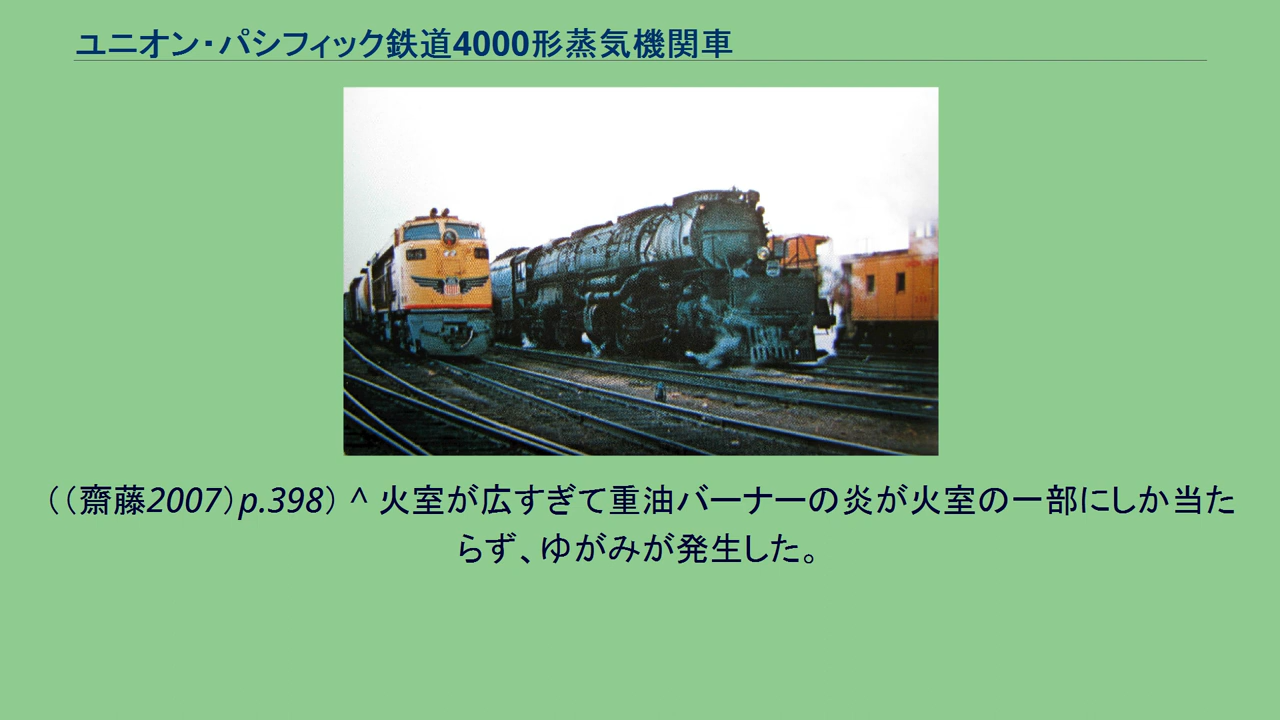 ユニオン・パシフィック鉄道4000形蒸気機関車
（（齋藤2007）p.398）^ 火室が広すぎて重油バーナーの炎が火室の一部にしか当た
らず、ゆがみが発生した。